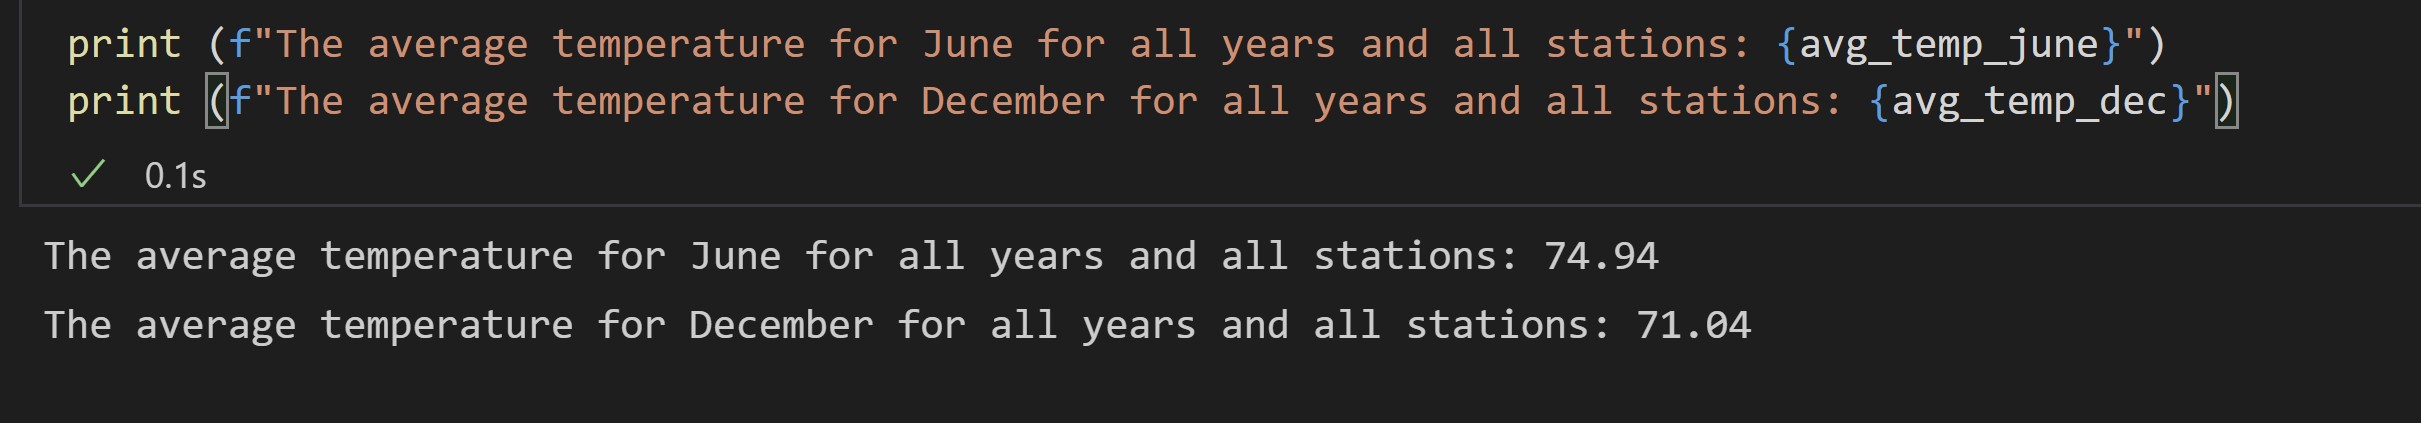 print (f"The average temperature for June for all years and all stations: {avg_temp_june}")
print (f"The average temperature for December for all years and all stations: {avg_temp_dec}")
0.1s
The average temperature for June for all years and all stations: 74.94
The average temperature for December for all years and all stations: 71.04